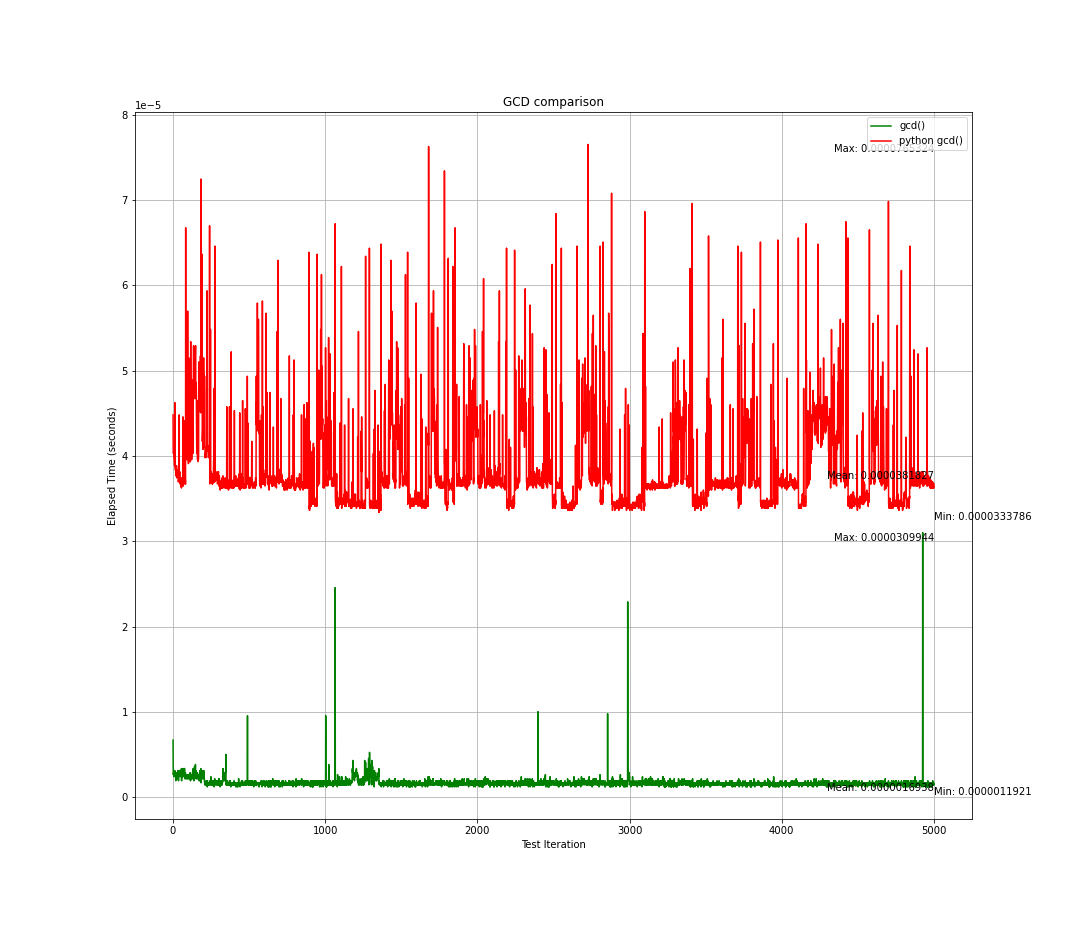 GCD comparison
1e−5
8
7
6
5
4
3
2
1
0
Elapsed Time (seconds)
gcd()
python gcd()
Max:
Mean: 0.0000381827
Min: 0.0000333786
Max: 0.0000309944
Mean:
Min: 0.0000011921
0 1000 2000 3000 4000 5000
Test Iteration